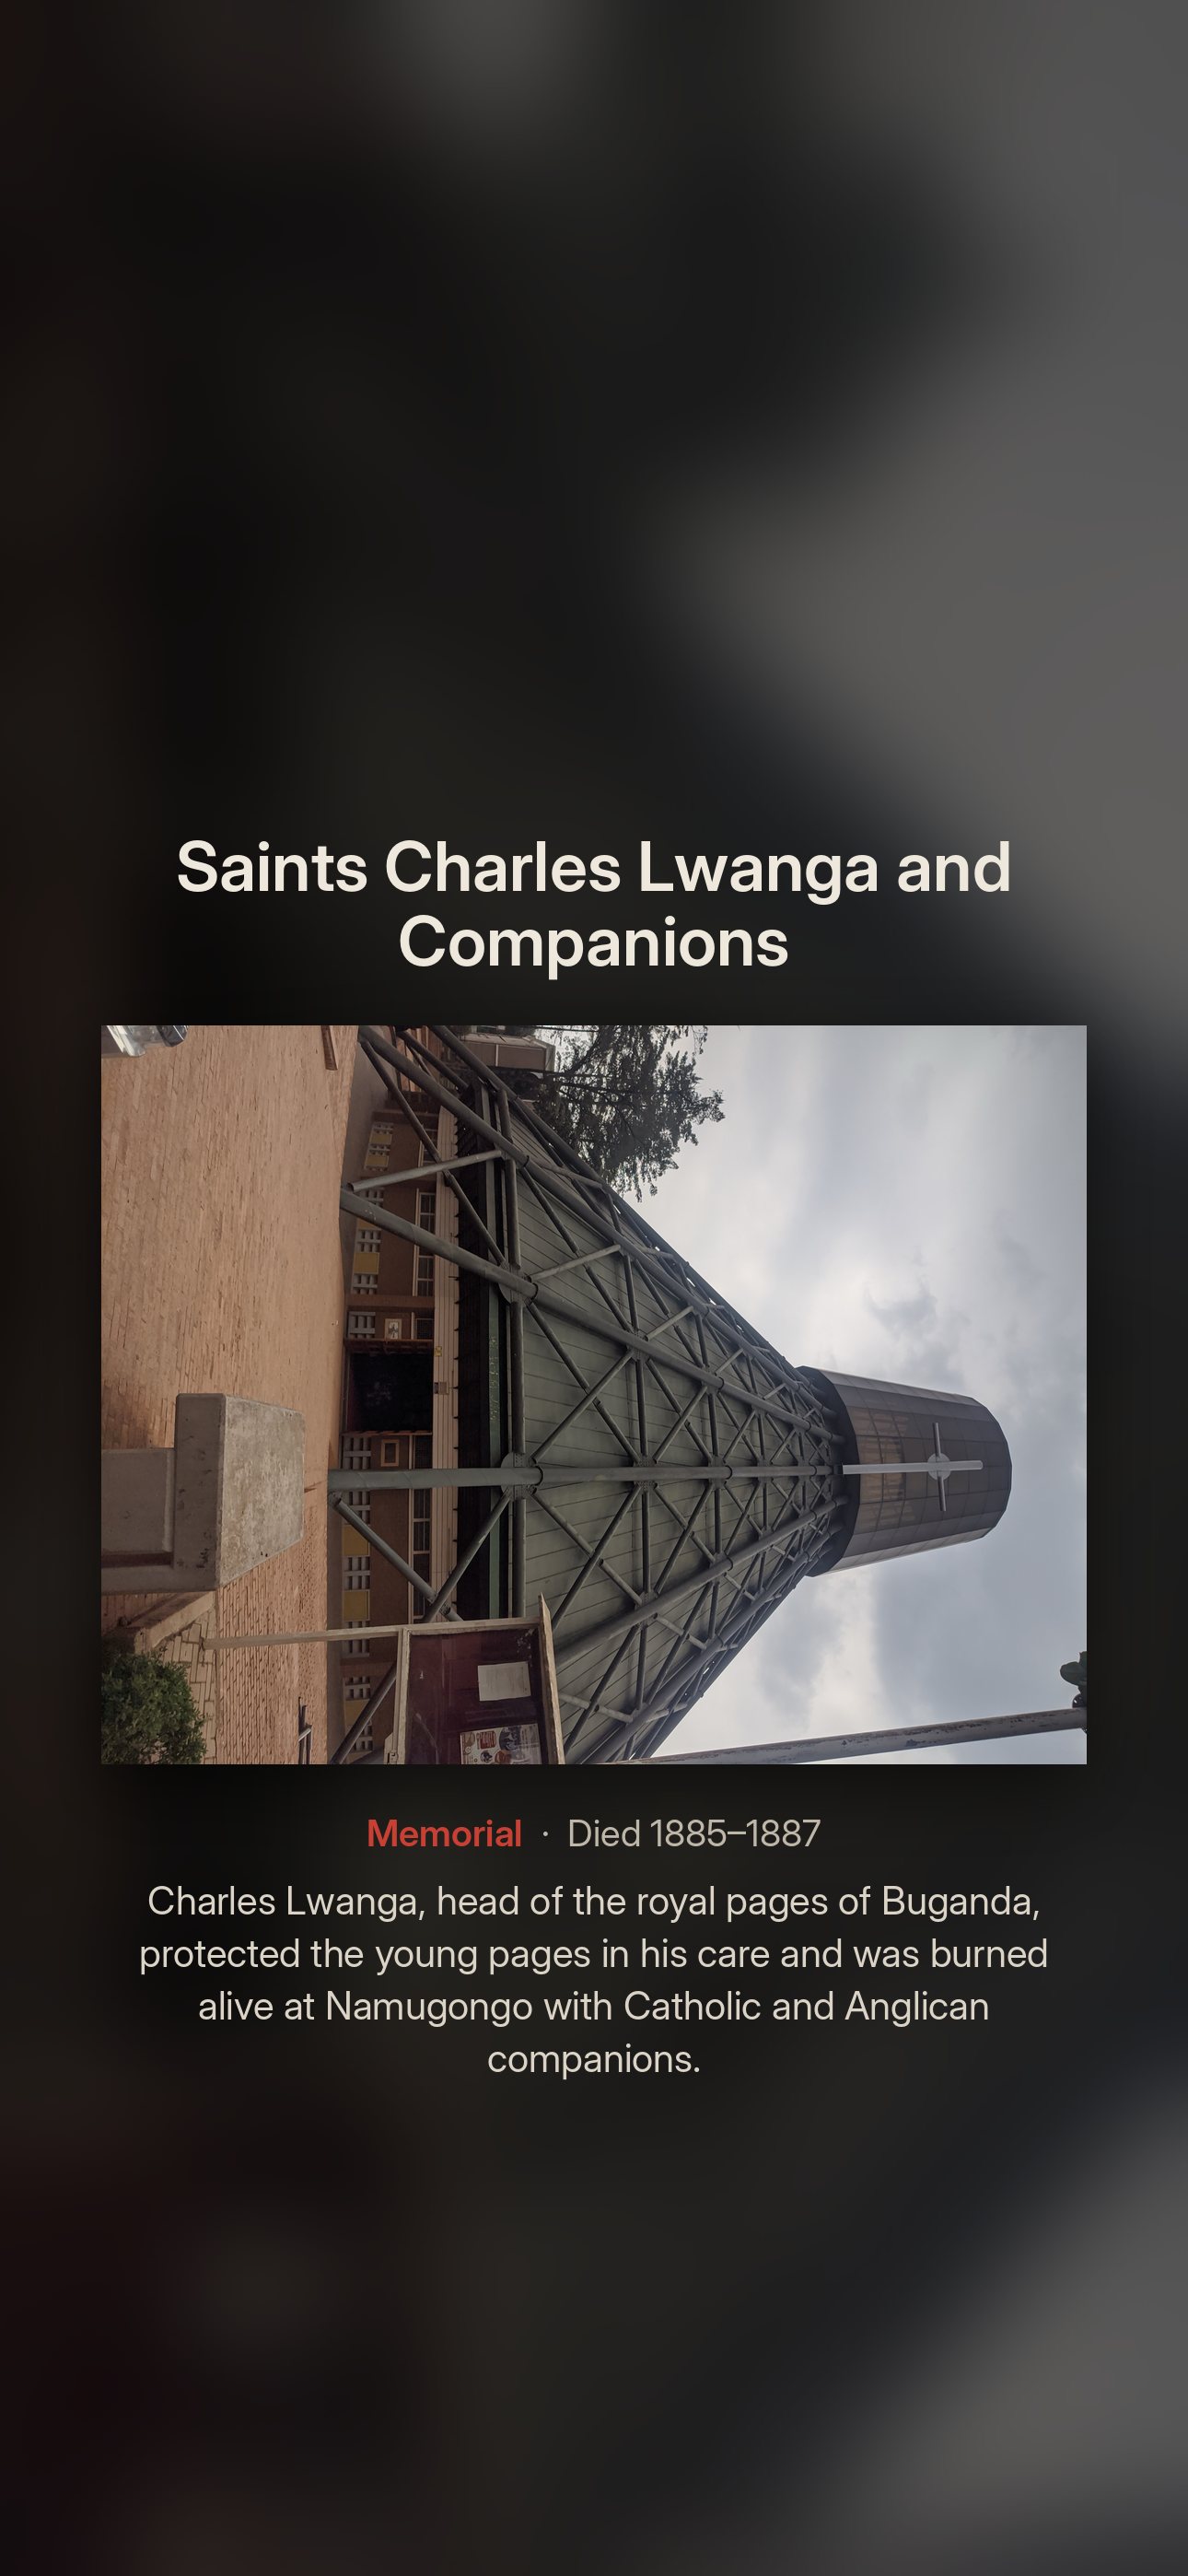 Saints Charles Lwanga and
Companions
Memorial · Died 1885–1887
Charles Lwanga, head of the royal pages of Buganda,
protected the young pages in his care and was burned
alive at Namugongo with Catholic and Anglican
companions.